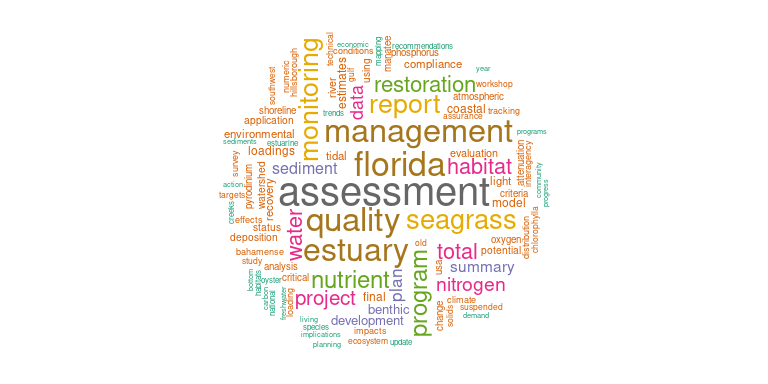 economic
recommendations
technical
conditions
mapping
manatee
phosphorus
monitoring
compliance
southwest
numeric
hillsborough
river
estimates
gulf
using
year
restoration
workshop
data
report
atmospheric
shoreline
coastal
tracking
application
assurance
trends
management
programs
environmental
sediments
estuarine
loadings
tidal
evaluation
florida
habitat
attenuation
interagency
survey
sediment
pyrodinium
watershed
recovery
light
action
targets
assessment
criteria
model
community
progress
creeks
effects
water
quality
seagrass
status
distribution
chlorophylla
deposition
estuary
old
oxygen
total
potential
bahamense
study
program
analysis
usa
summary
bottom
habitats
oyster
critical
nutrient
plan
nitrogen
carbon
national
freshwater
loading
project
final
climate
change
solids
suspended
benthic
demand
living
development
species
impacts
implications
planning
ecosystem
update